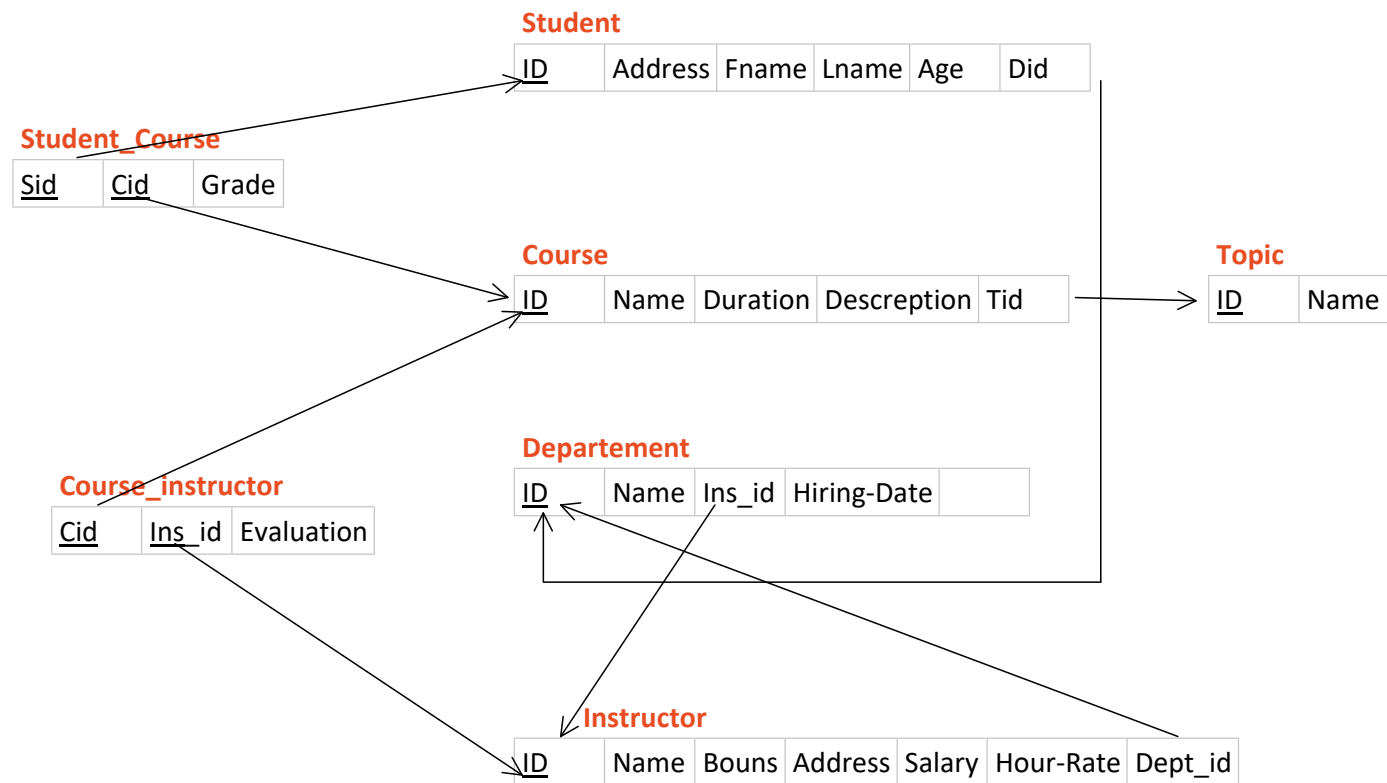 Student
ID Address Fname Lname Age Did
Student_Course
Sid Cid Grade
Course
ID Name Duration Descreption Tid
Topic
ID Name
Departement
ID Name Ins_id Hiring-Date
Course_instructor
Cid Ins_id Evaluation
Instructor
ID Name Bouns Address Salary Hour-Rate Dept_id